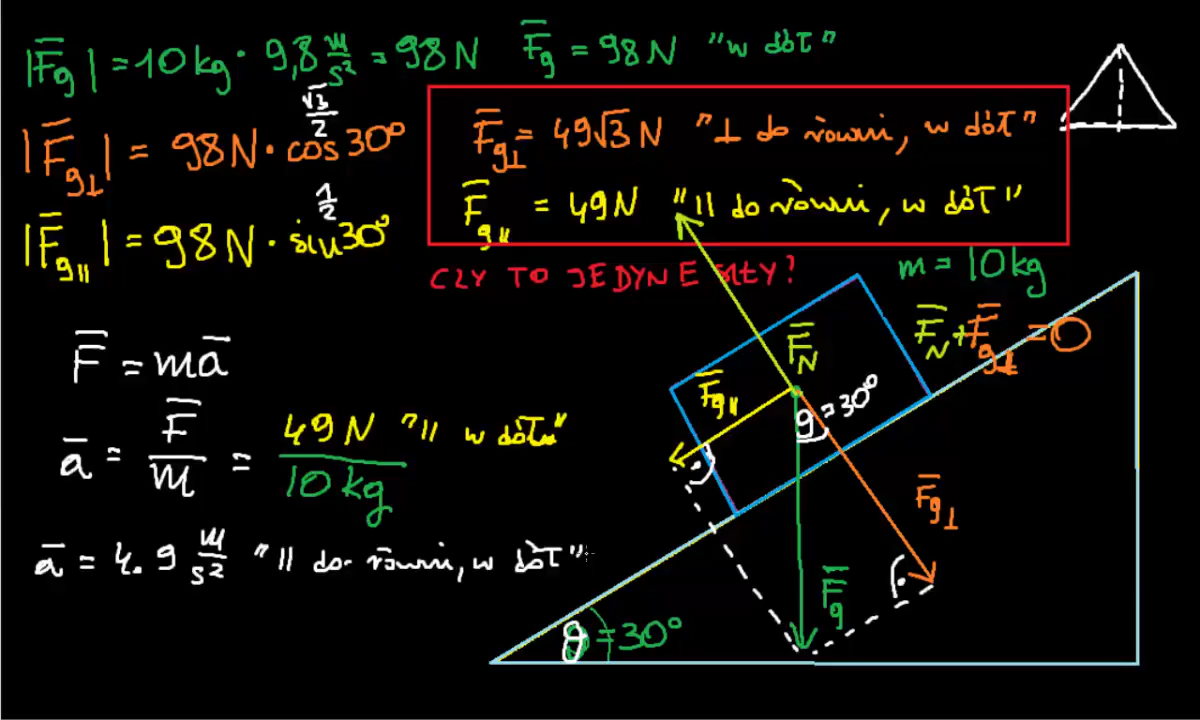 |F̅g| = 10 kg · 9,8 m/s² = 98 N   F̅g = 98 N "w dół"
√3/2
|F̅g⊥| = 98 N · cos 30°
F̅g⊥ = 49√3 N "⊥ do równi, w dół"
1/2
|F̅g||| = 98 N · sin 30°
F̅g|| = 49 N "|| do równi, w dół"
CZY TO JEDYNE SIŁY?
m = 10 kg
F̅N + F̅g⊥ = 0
F̅ = ma̅
F̅N
F̅g||
θ = 30°
a̅ = F̅/m = 49 N "|| w dół" / 10 kg
F̅g⊥
a̅ = 4.9 m/s² "|| do równi, w dół"
F̅g
θ = 30°